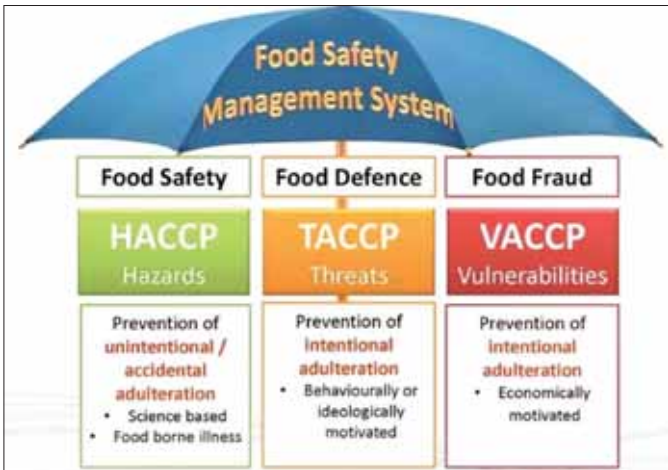 Food Safety
Management System
Food Safety
HACCP
Hazards
Prevention of
unintentional /
accidental
adulteration
• Science based
• Food borne illness
Food Defence
TACCP
Threats
Prevention of
intentional
adulteration
• Behaviourally or
ideologically
motivated
Food Fraud
VACCP
Vulnerabilities
Prevention of
intentional
adulteration
• Economically
motivated